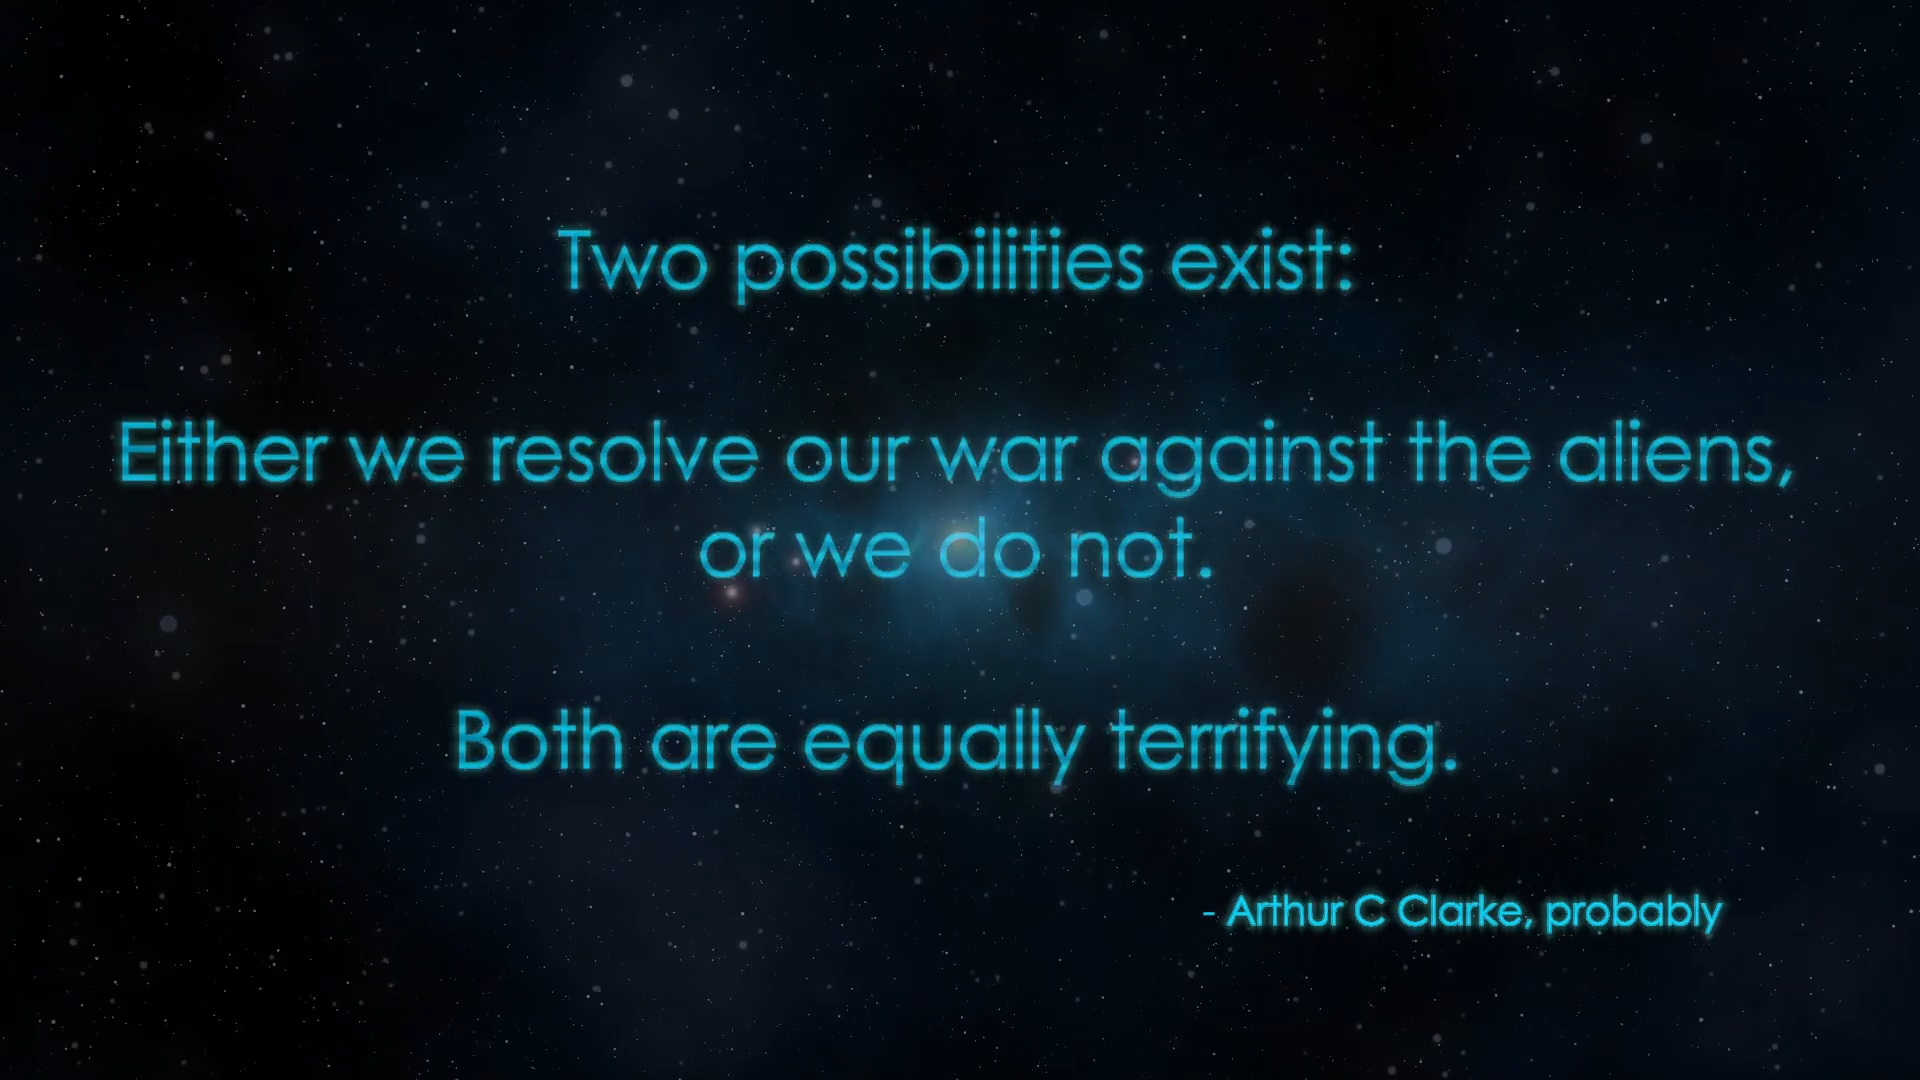 Two possibilities exist:
Either we resolve our war against the aliens,
or we do not.
Both are equally terrifying.
- Arthur C Clarke, probably